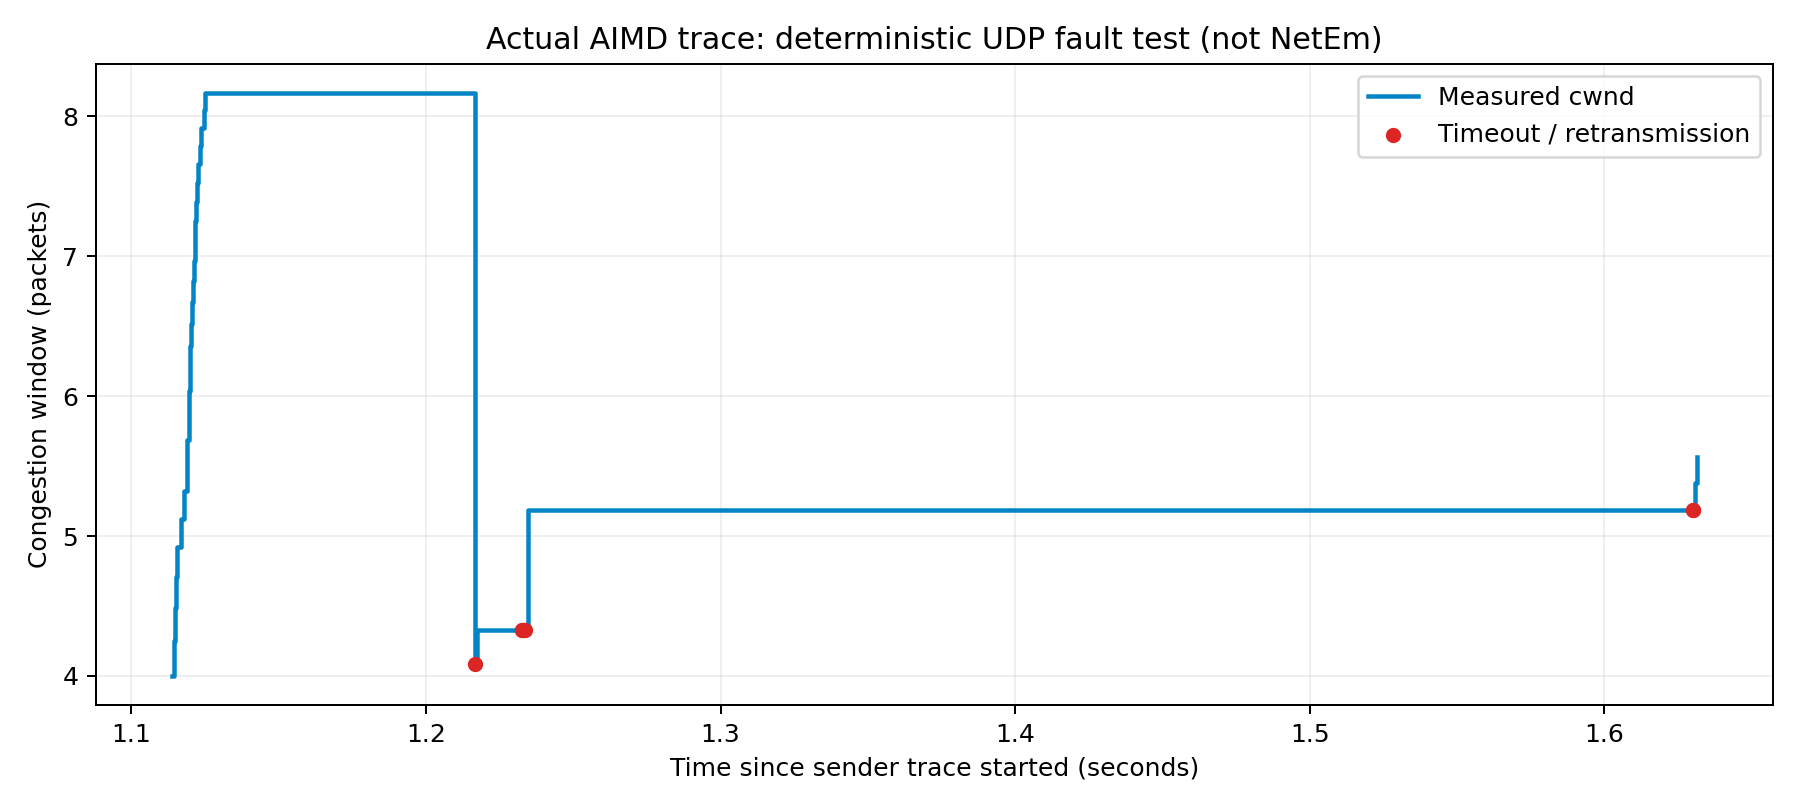 Actual AIMD trace: deterministic UDP fault test (not NetEm)
Measured cwnd
Timeout / retransmission
Congestion window (packets)
8
7
6
5
4
1.1
1.2
1.3
1.4
1.5
1.6
Time since sender trace started (seconds)